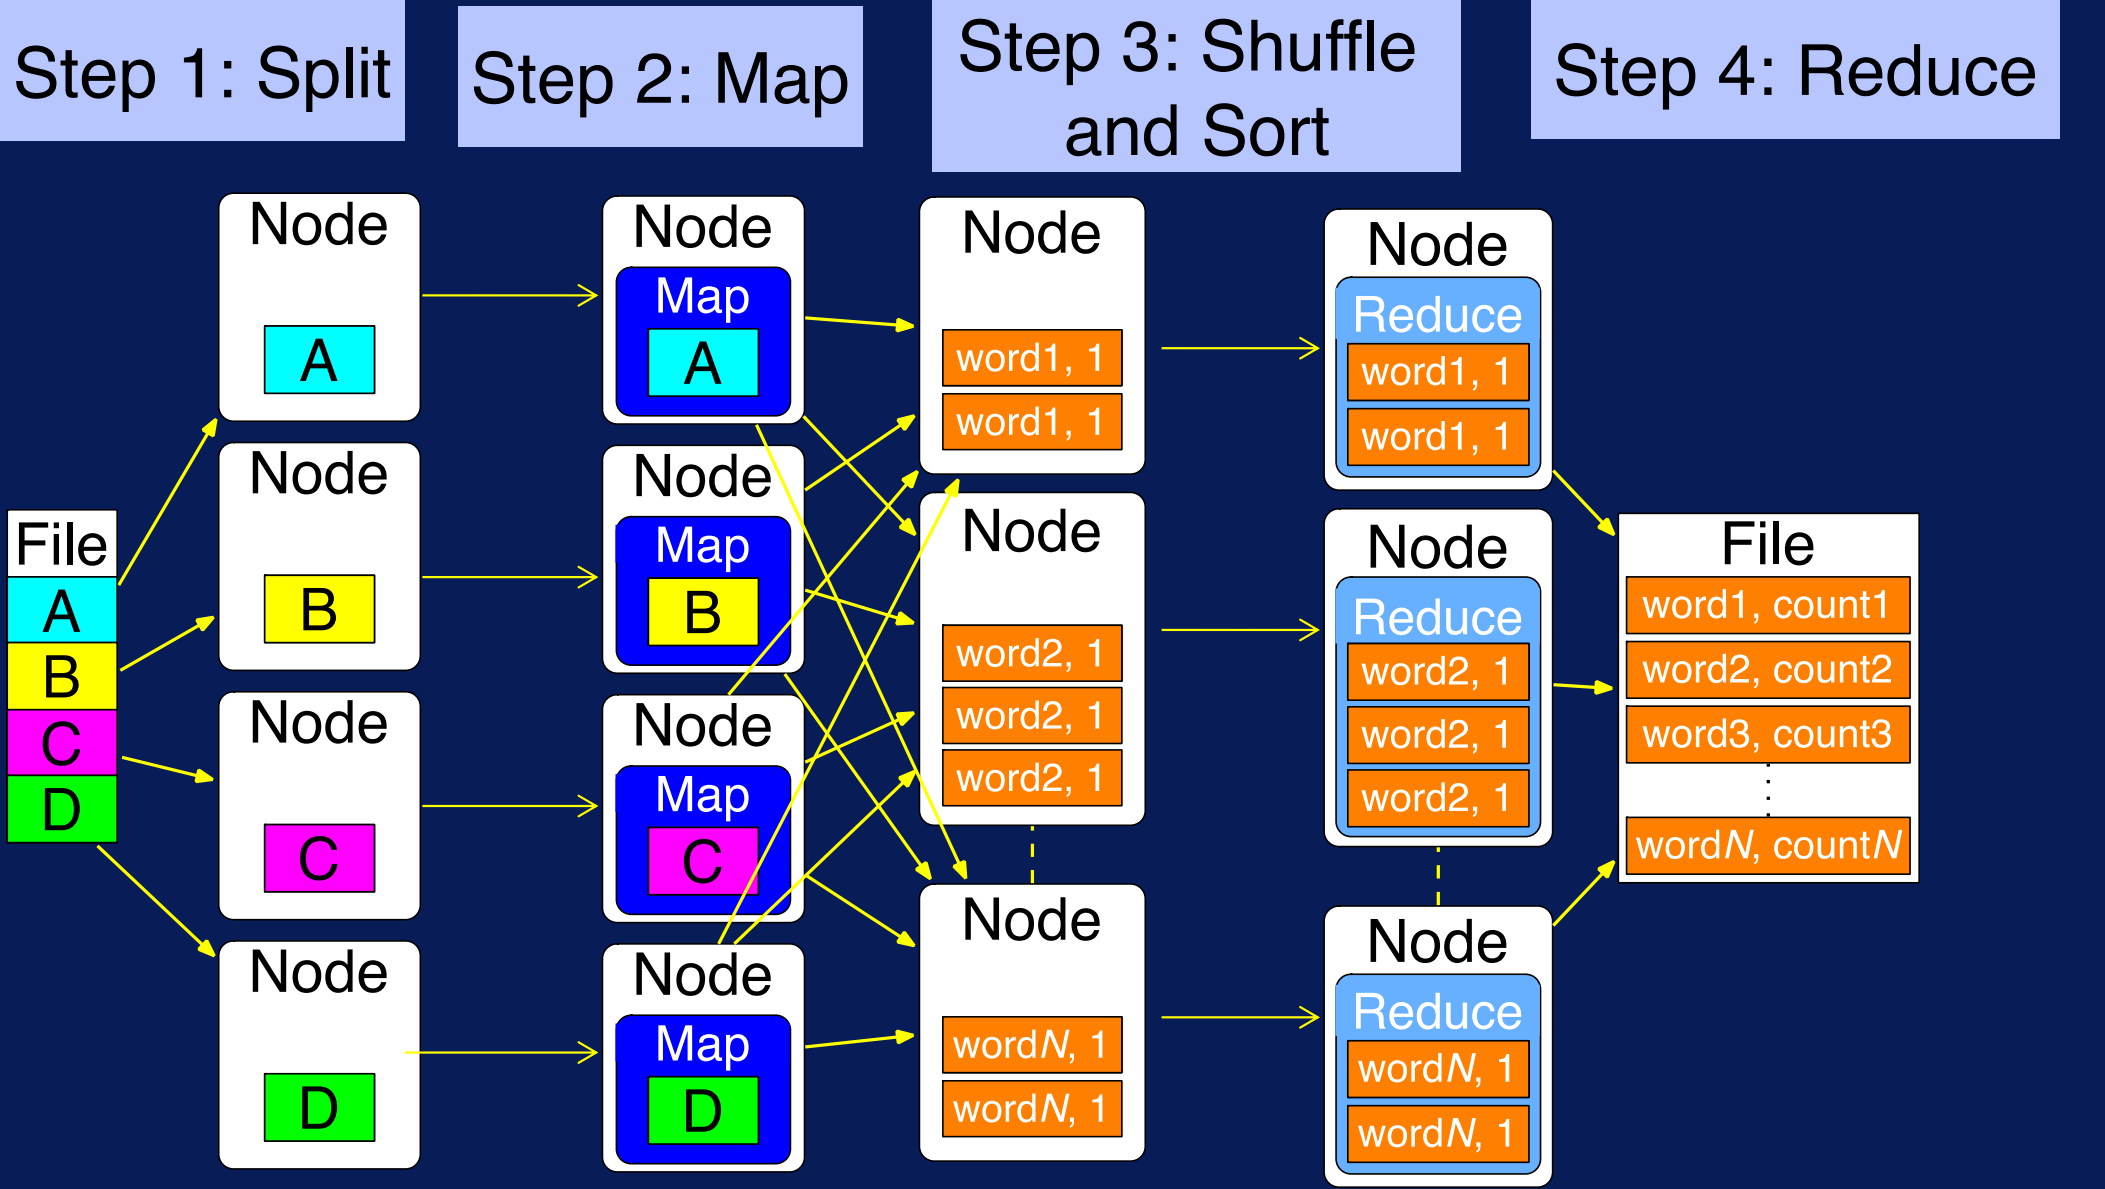 Step 1: Split
Step 2: Map
Step 3: Shuffle
and Sort
Step 4: Reduce
File
A
B
C
D
Node
A
Node
B
Node
C
Node
D
Node
Map
A
Node
Map
B
Node
Map
C
Node
Map
D
Node
word1, 1
word1, 1
Node
word2, 1
word2, 1
word2, 1
Node
wordN, 1
wordN, 1
Node
Reduce
word1, 1
word1, 1
Node
Reduce
word2, 1
word2, 1
word2, 1
Node
Reduce
wordN, 1
wordN, 1
File
word1, count1
word2, count2
word3, count3
wordN, countN